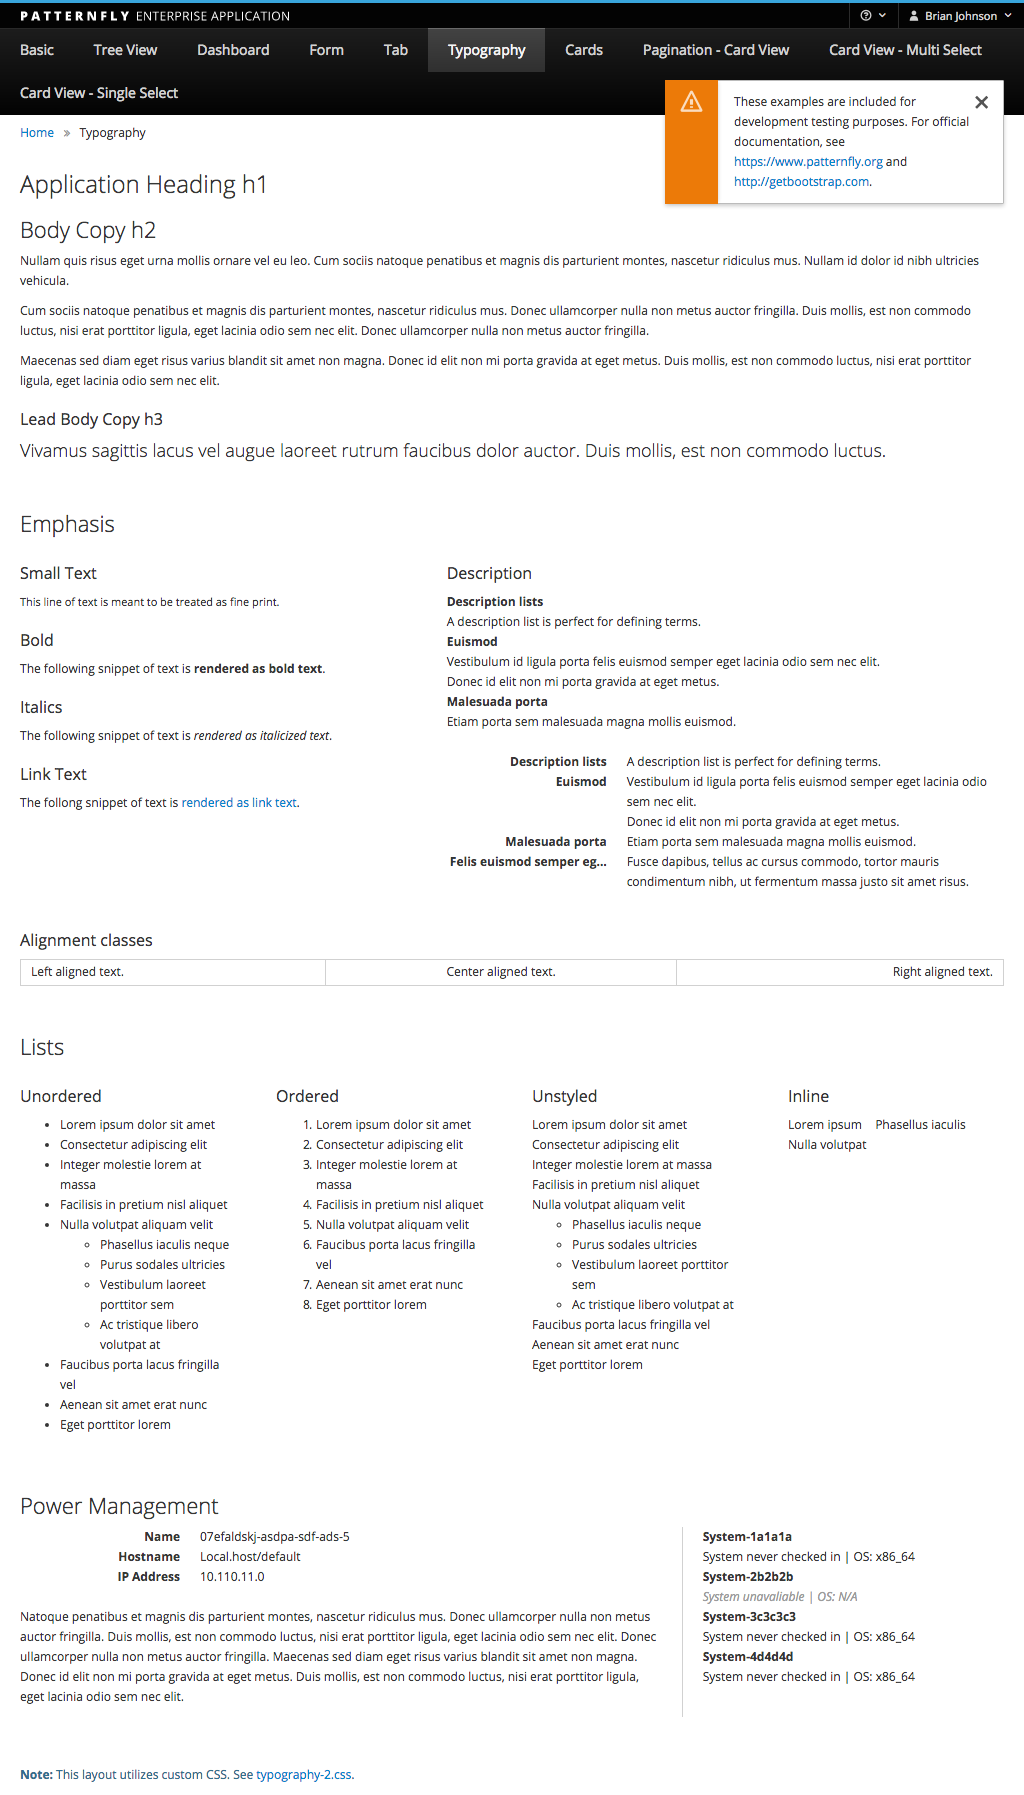 PATTERNFLY ENTERPRISE APPLICATION
Brian Johnson
Basic Tree View Dashboard Form Tab Typography Cards Pagination - Card View Card View - Multi Select
Card View - Single Select
These examples are included for
development testing purposes. For official
documentation, see
https://www.patternfly.org and
http://getbootstrap.com.
Home » Typography
Application Heading h1
Body Copy h2
Nullam quis risus eget urna mollis ornare vel eu leo. Cum sociis natoque penatibus et magnis dis parturient montes, nascetur ridiculus mus. Nullam id dolor id nibh ultricies
vehicula.
Cum sociis natoque penatibus et magnis dis parturient montes, nascetur ridiculus mus. Donec ullamcorper nulla non metus auctor fringilla. Duis mollis, est non commodo
luctus, nisi erat porttitor ligula, eget lacinia odio sem nec elit. Donec ullamcorper nulla non metus auctor fringilla.
Maecenas sed diam eget risus varius blandit sit amet non magna. Donec id elit non mi porta gravida at eget metus. Duis mollis, est non commodo luctus, nisi erat porttitor
ligula, eget lacinia odio sem nec elit.
Lead Body Copy h3
Vivamus sagittis lacus vel augue laoreet rutrum faucibus dolor auctor. Duis mollis, est non commodo luctus.
Emphasis
Small Text
This line of text is meant to be treated as fine print.
Bold
The following snippet of text is rendered as bold text.
Italics
The following snippet of text is rendered as italicized text.
Link Text
The follong snippet of text is rendered as link text.
Description
Description lists
A description list is perfect for defining terms.
Euismod
Vestibulum id ligula porta felis euismod semper eget lacinia odio sem nec elit.
Donec id elit non mi porta gravida at eget metus.
Malesuada porta
Etiam porta sem malesuada magna mollis euismod.
Description lists A description list is perfect for defining terms.
Euismod Vestibulum id ligula porta felis euismod semper eget lacinia odio
sem nec elit.
Donec id elit non mi porta gravida at eget metus.
Malesuada porta Etiam porta sem malesuada magna mollis euismod.
Felis euismod semper eg... Fusce dapibus, tellus ac cursus commodo, tortor mauris
condimentum nibh, ut fermentum massa justo sit amet risus.
Alignment classes
Left aligned text. Center aligned text. Right aligned text.
Lists
Unordered
• Lorem ipsum dolor sit amet
• Consectetur adipiscing elit
• Integer molestie lorem at
massa
• Facilisis in pretium nisl aliquet
• Nulla volutpat aliquam velit
◦ Phasellus iaculis neque
◦ Purus sodales ultricies
◦ Vestibulum laoreet
porttitor sem
◦ Ac tristique libero
volutpat at
• Faucibus porta lacus fringilla
vel
• Aenean sit amet erat nunc
• Eget porttitor lorem
Ordered
1. Lorem ipsum dolor sit amet
2. Consectetur adipiscing elit
3. Integer molestie lorem at
massa
4. Facilisis in pretium nisl aliquet
5. Nulla volutpat aliquam velit
6. Faucibus porta lacus fringilla
vel
7. Aenean sit amet erat nunc
8. Eget porttitor lorem
Unstyled
Lorem ipsum dolor sit amet
Consectetur adipiscing elit
Integer molestie lorem at massa
Facilisis in pretium nisl aliquet
Nulla volutpat aliquam velit
◦ Phasellus iaculis neque
◦ Purus sodales ultricies
◦ Vestibulum laoreet porttitor
sem
◦ Ac tristique libero volutpat at
Faucibus porta lacus fringilla vel
Aenean sit amet erat nunc
Eget porttitor lorem
Inline
Lorem ipsum Phasellus iaculis
Nulla volutpat
Power Management
Name 07efaldskj-asdpa-sdf-ads-5
Hostname Local.host/default
IP Address 10.110.11.0
Natoque penatibus et magnis dis parturient montes, nascetur ridiculus mus. Donec ullamcorper nulla non metus
auctor fringilla. Duis mollis, est non commodo luctus, nisi erat porttitor ligula, eget lacinia odio sem nec elit. Donec
ullamcorper nulla non metus auctor fringilla. Maecenas sed diam eget risus varius blandit sit amet non magna.
Donec id elit non mi porta gravida at eget metus. Duis mollis, est non commodo luctus, nisi erat porttitor ligula,
eget lacinia odio sem nec elit.
System-1a1a1a
System never checked in | OS: x86_64
System-2b2b2b
System unavaliable | OS: N/A
System-3c3c3c3
System never checked in | OS: x86_64
System-4d4d4d
System never checked in | OS: x86_64
Note: This layout utilizes custom CSS. See typography-2.css.